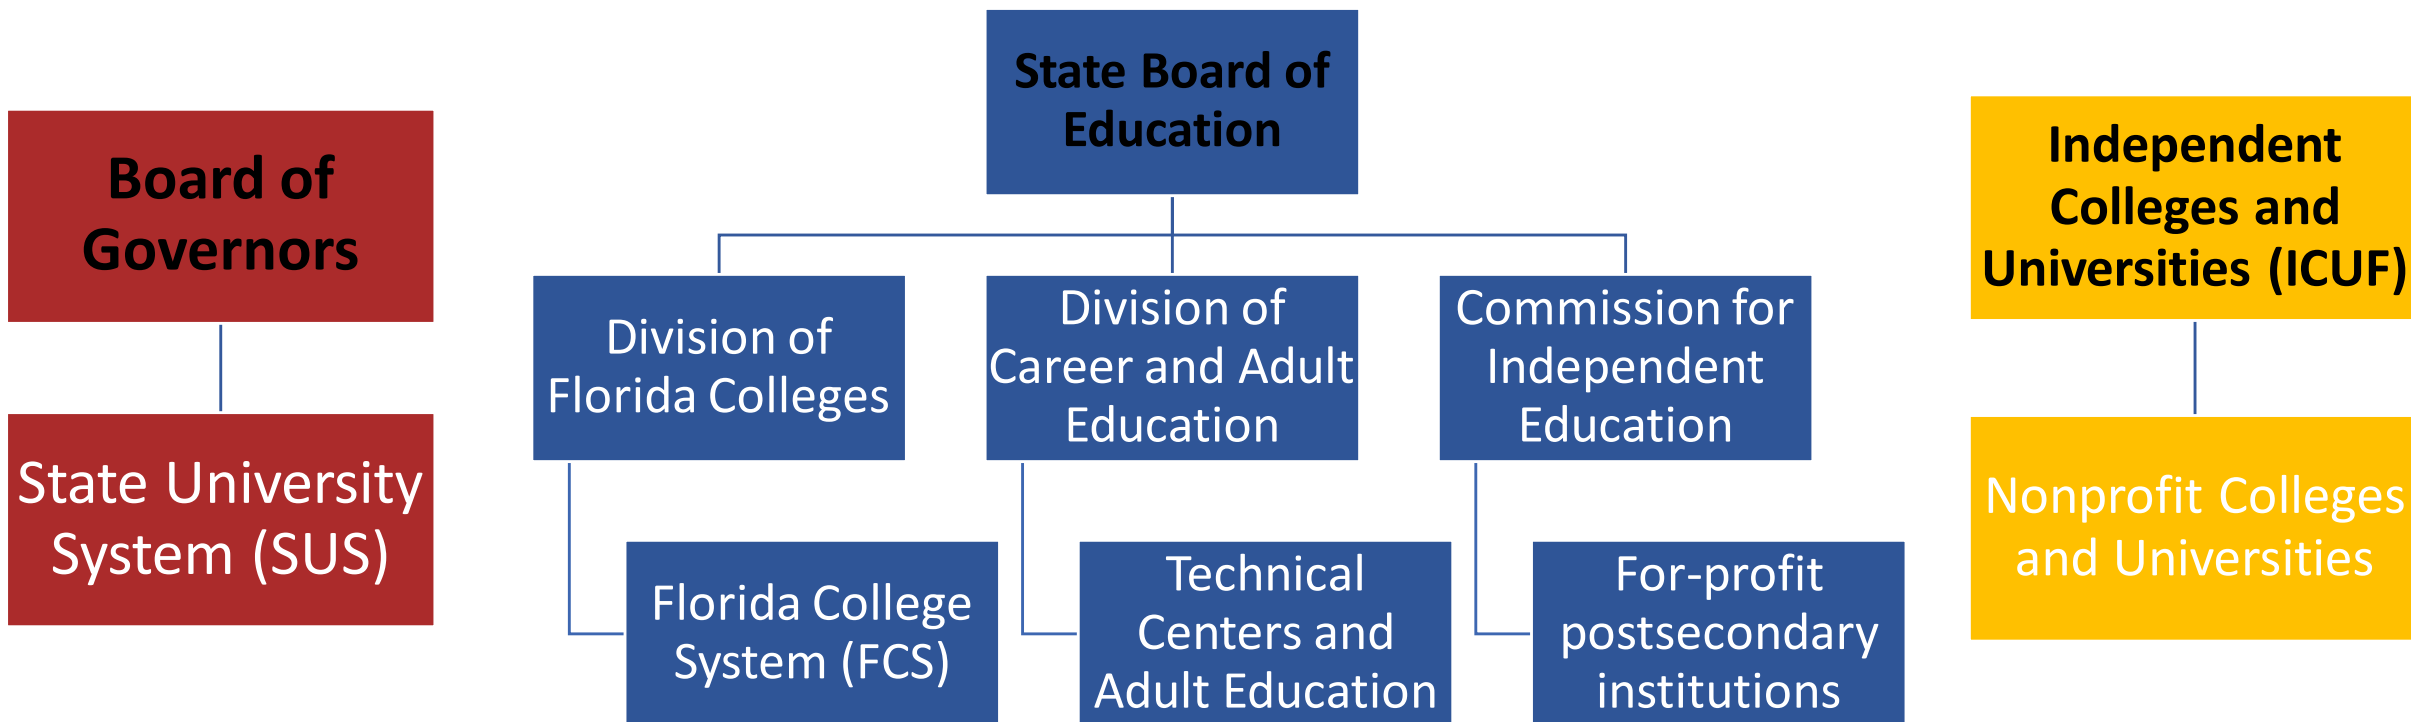 Board of
Governors
State University
System (SUS)
State Board of
Education
Division of
Florida Colleges
Florida College
System (FCS)
Division of
Career and Adult
Education
Technical
Centers and
Adult Education
Commission for
Independent
Education
For-profit
postsecondary
institutions
Independent
Colleges and
Universities (ICUF)
Nonprofit Colleges
and Universities